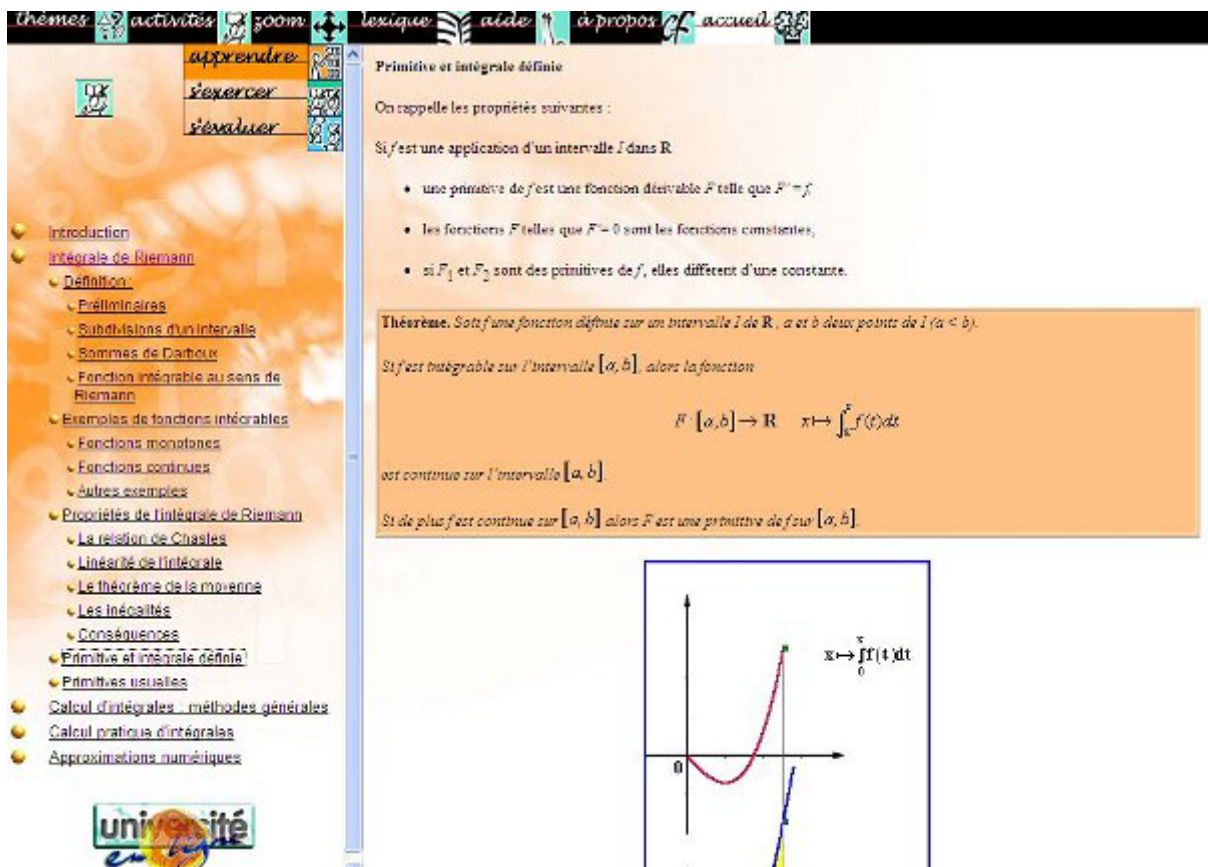 thèmes activités zoom lexique aide à propos accueil
apprendre
s'exercer
s'évaluer
Introduction
Intégrale de Riemann
Définition :
Préliminaires
Subdivisions d'un intervalle
Sommes de Darboux
Fonction intégrable au sens de
Riemann
Exemples de fonctions intégrables
Fonctions monotones
Fonctions continues
Autres exemples
Propriétés de l'intégrale de Riemann
La relation de Chasles
Linéarité de l'intégrale
Le théorème de la moyenne
Les inégalités
Conséquences
Primitive et intégrale définie
Primitives usuelles
Calcul d'intégrales : méthodes générales
Calcul pratique d'intégrales
Approximations numériques
université
en ligne
Primitive et intégrale définie
On rappelle les propriétés suivantes :
Si f est une application d'un intervalle I dans R
• une primitive de f est une fonction dérivable F telle que F' = f,
• les fonctions F telles que F' = 0 sont les fonctions constantes,
• si F₁ et F₂ sont des primitives de f, elles diffèrent d'une constante.
Théorème. Soit f une fonction définie sur un intervalle I de R , a et b deux points de I (a < b).
Si f est intégrable sur l'intervalle [a, b], alors la fonction
F : [a,b] → R x ↦ ∫ f(t)dt
est continue sur l'intervalle [a, b].
Si de plus f est continue sur [a, b] alors F est une primitive de f sur [a, b].
x ↦ ∫₀ˣ f(t)dt
0